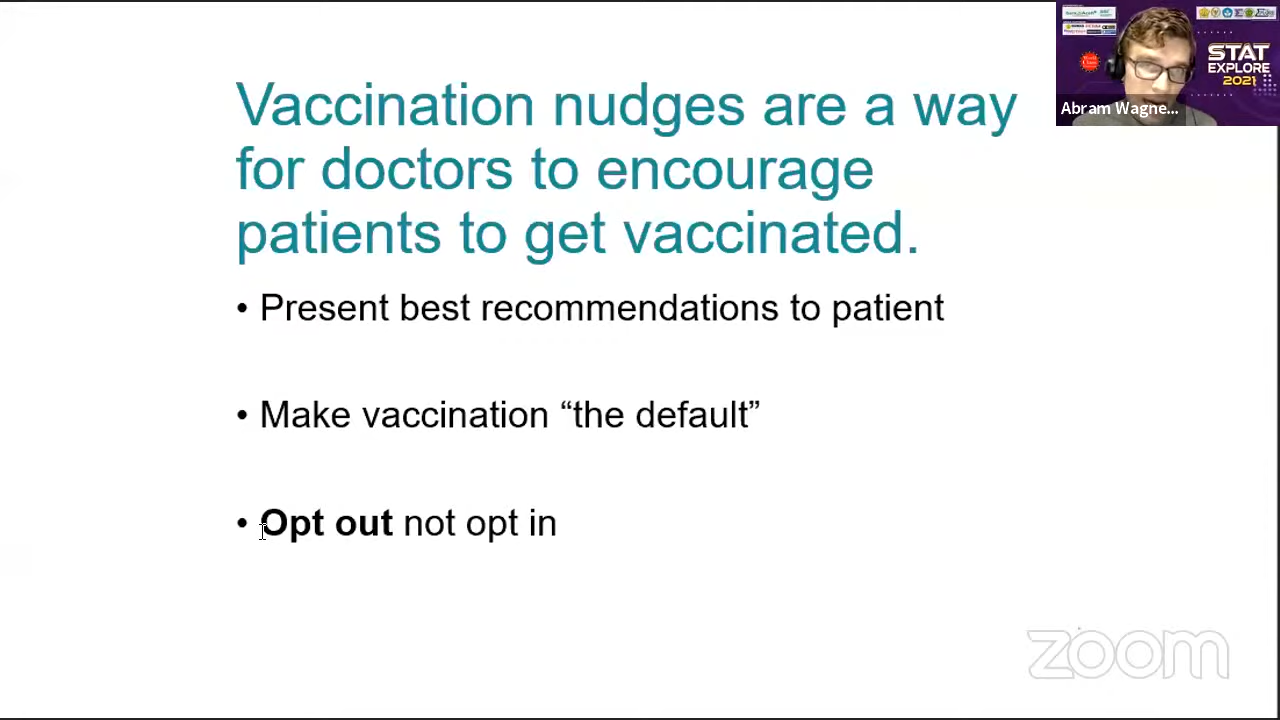 Vaccination nudges are a way
for doctors to encourage
patients to get vaccinated.
• Present best recommendations to patient
• Make vaccination “the default”
• Opt out not opt in
STAT
EXPLORE
2021
Abram Wagne...
zoom